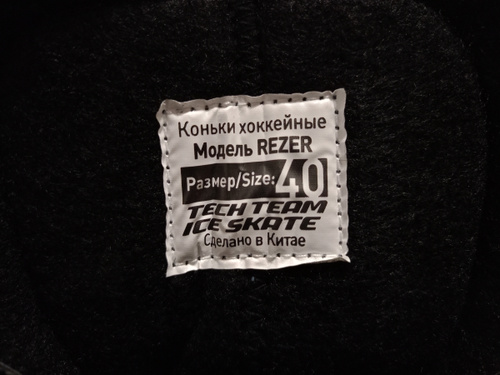 Коньки хоккейные
Модель REZER
Размер/Size: 40
TECH TEAM
ICE SKATE
Сделано в Китае